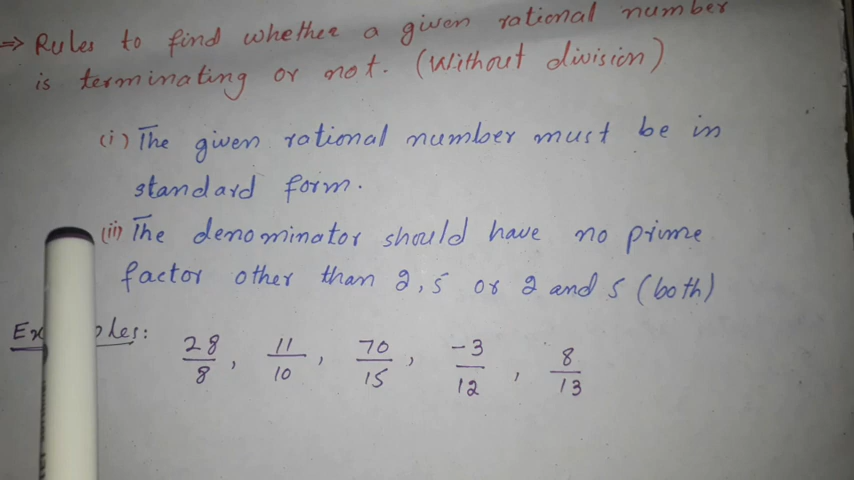 ⇒ Rules to find whether a given rational number
is terminating or not. (Without division)
(i) The given rational number must be in
standard form.
(ii) The denominator should have no prime
factor other than 2, 5 or 2 and 5 (both)
28/8, 11/10, 70/15, -3/12, 8/13